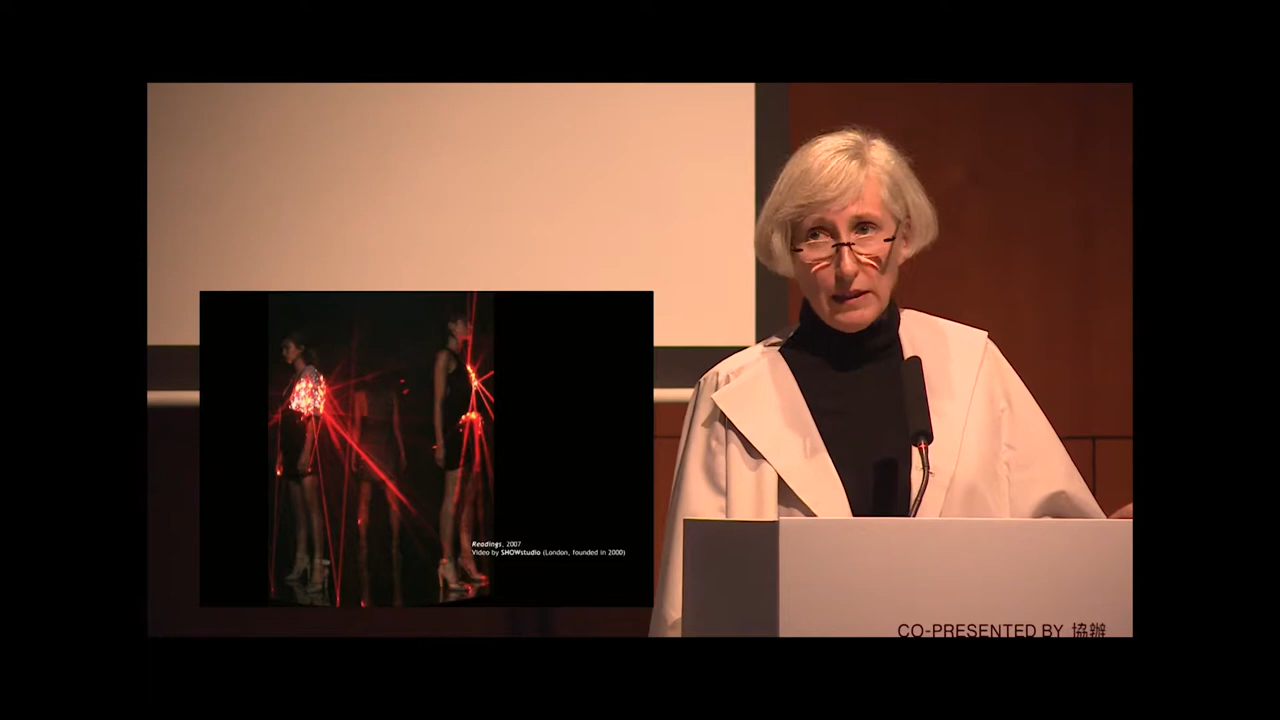 Readings, 2007
Video by SHOWstudio (London, founded in 2000)
CO-PRESENTED BY 協辦